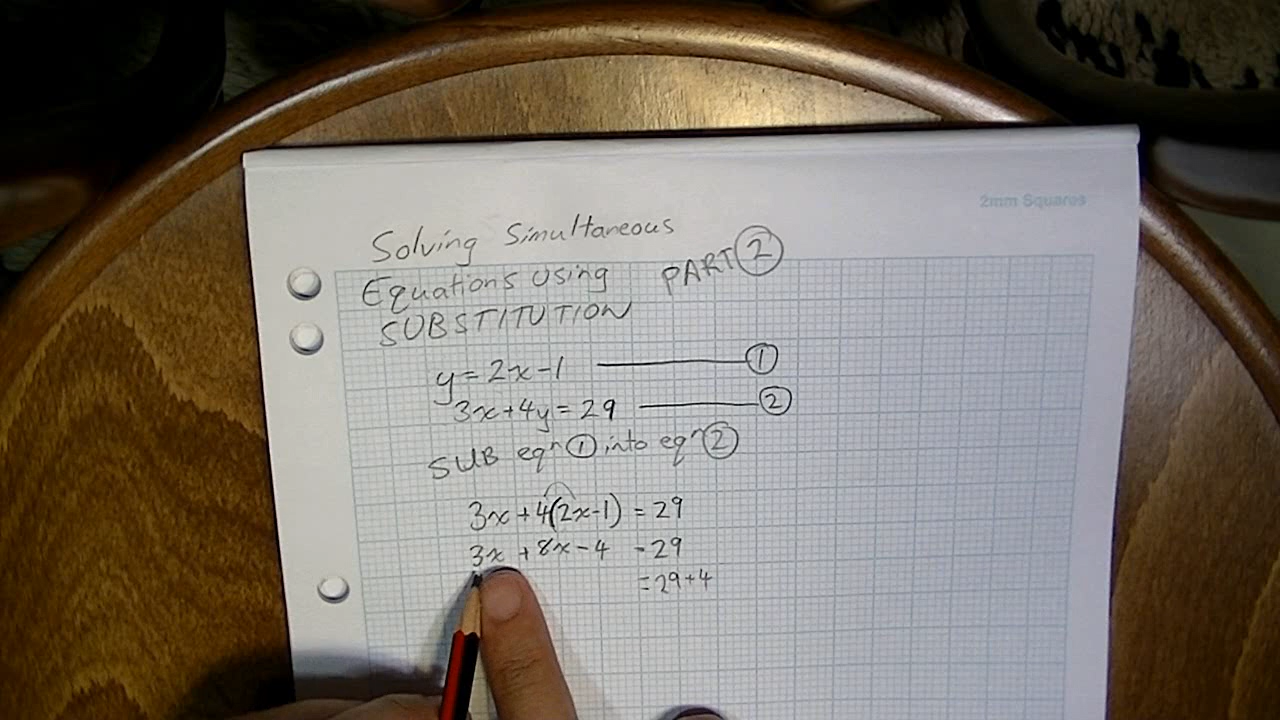 2mm Squares
Solving Simultaneous
Equations using PART ②
SUBSTITUTION
y = 2x - 1 ——— ①
3x + 4y = 29 ——— ②
SUB eqⁿ ① into eqⁿ ②
3x + 4(2x - 1) = 29
3x + 8x - 4 = 29
= 29 + 4